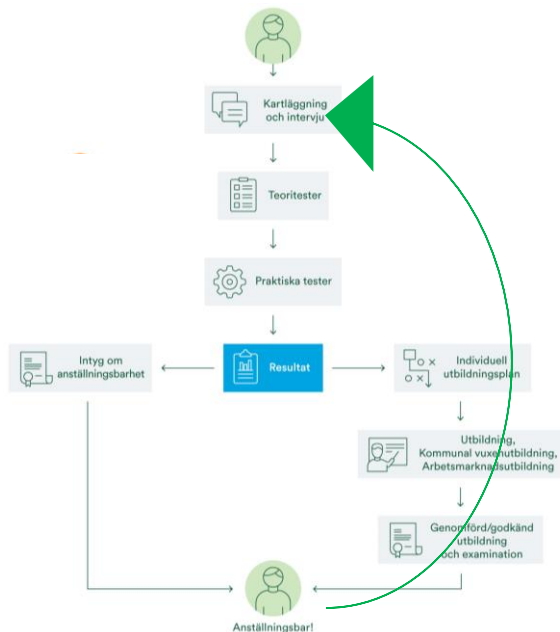 Kartläggning
och intervju
Teoritester
Praktiska tester
Intyg om
anställningsbarhet
Resultat
Individuell
utbildningsplan
Utbildning,
Kommunal vuxenutbildning,
Arbetsmarknadsutbildning
Genomförd/godkänd
utbildning
och examination
Anställningsbar!